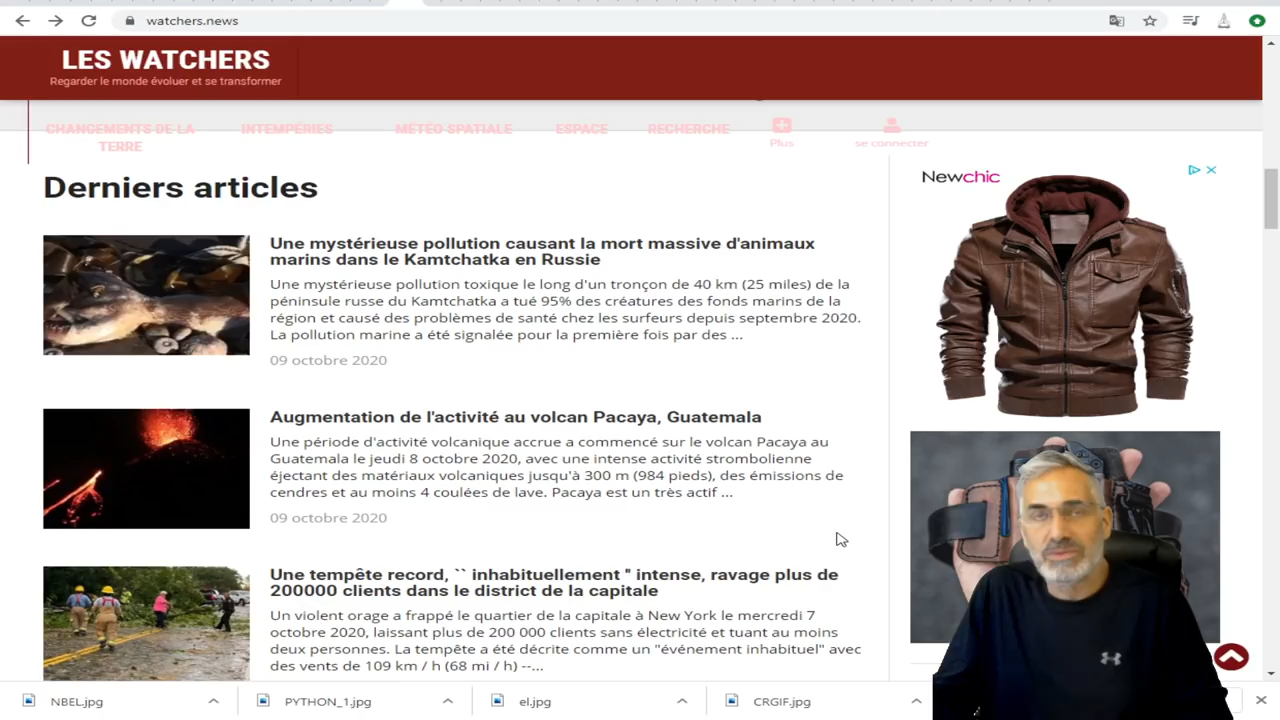 watchers.news
LES WATCHERS
Regarder le monde évoluer et se transformer
CHANGEMENTS DE LA
TERRE
INTEMPÉRIES
MÉTÉO SPATIALE
ESPACE
RECHERCHE
Plus
se connecter
Derniers articles
Une mystérieuse pollution causant la mort massive d'animaux
marins dans le Kamtchatka en Russie
Une mystérieuse pollution toxique le long d'un tronçon de 40 km (25 miles) de la
péninsule russe du Kamtchatka a tué 95% des créatures des fonds marins de la
région et causé des problèmes de santé chez les surfeurs depuis septembre 2020.
La pollution marine a été signalée pour la première fois par des ...
09 octobre 2020
Augmentation de l'activité au volcan Pacaya, Guatemala
Une période d'activité volcanique accrue a commencé sur le volcan Pacaya au
Guatemala le jeudi 8 octobre 2020, avec une intense activité strombolienne
éjectant des matériaux volcaniques jusqu'à 300 m (984 pieds), des émissions de
cendres et au moins 4 coulées de lave. Pacaya est un très actif ...
09 octobre 2020
Une tempête record, `` inhabituellement '' intense, ravage plus de
200000 clients dans le district de la capitale
Un violent orage a frappé le quartier de la capitale à New York le mercredi 7
octobre 2020, laissant plus de 200 000 clients sans électricité et tuant au moins
deux personnes. La tempête a été décrite comme un "événement inhabituel" avec
des vents de 109 km / h (68 mi / h) --...
Newchic
NBEL.jpg
PYTHON_1.jpg
el.jpg
CRGIF.jpg